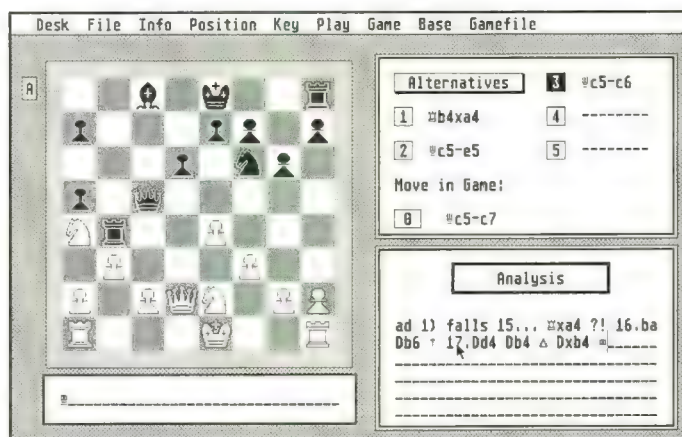 Desk File Info Position Key Play Game Base Gamefile
A
Alternatives 3 ♛c5-c6
1 ♖b4xa4 4 --------
2 ♛c5-e5 5 --------
Move in Game:
0 ♛c5-c7
Analysis
ad 1) falls 15... ♖xa4 ?! 16.ba
Db6 ↑ 17.Dd4 Db4 △ Dxb4 =